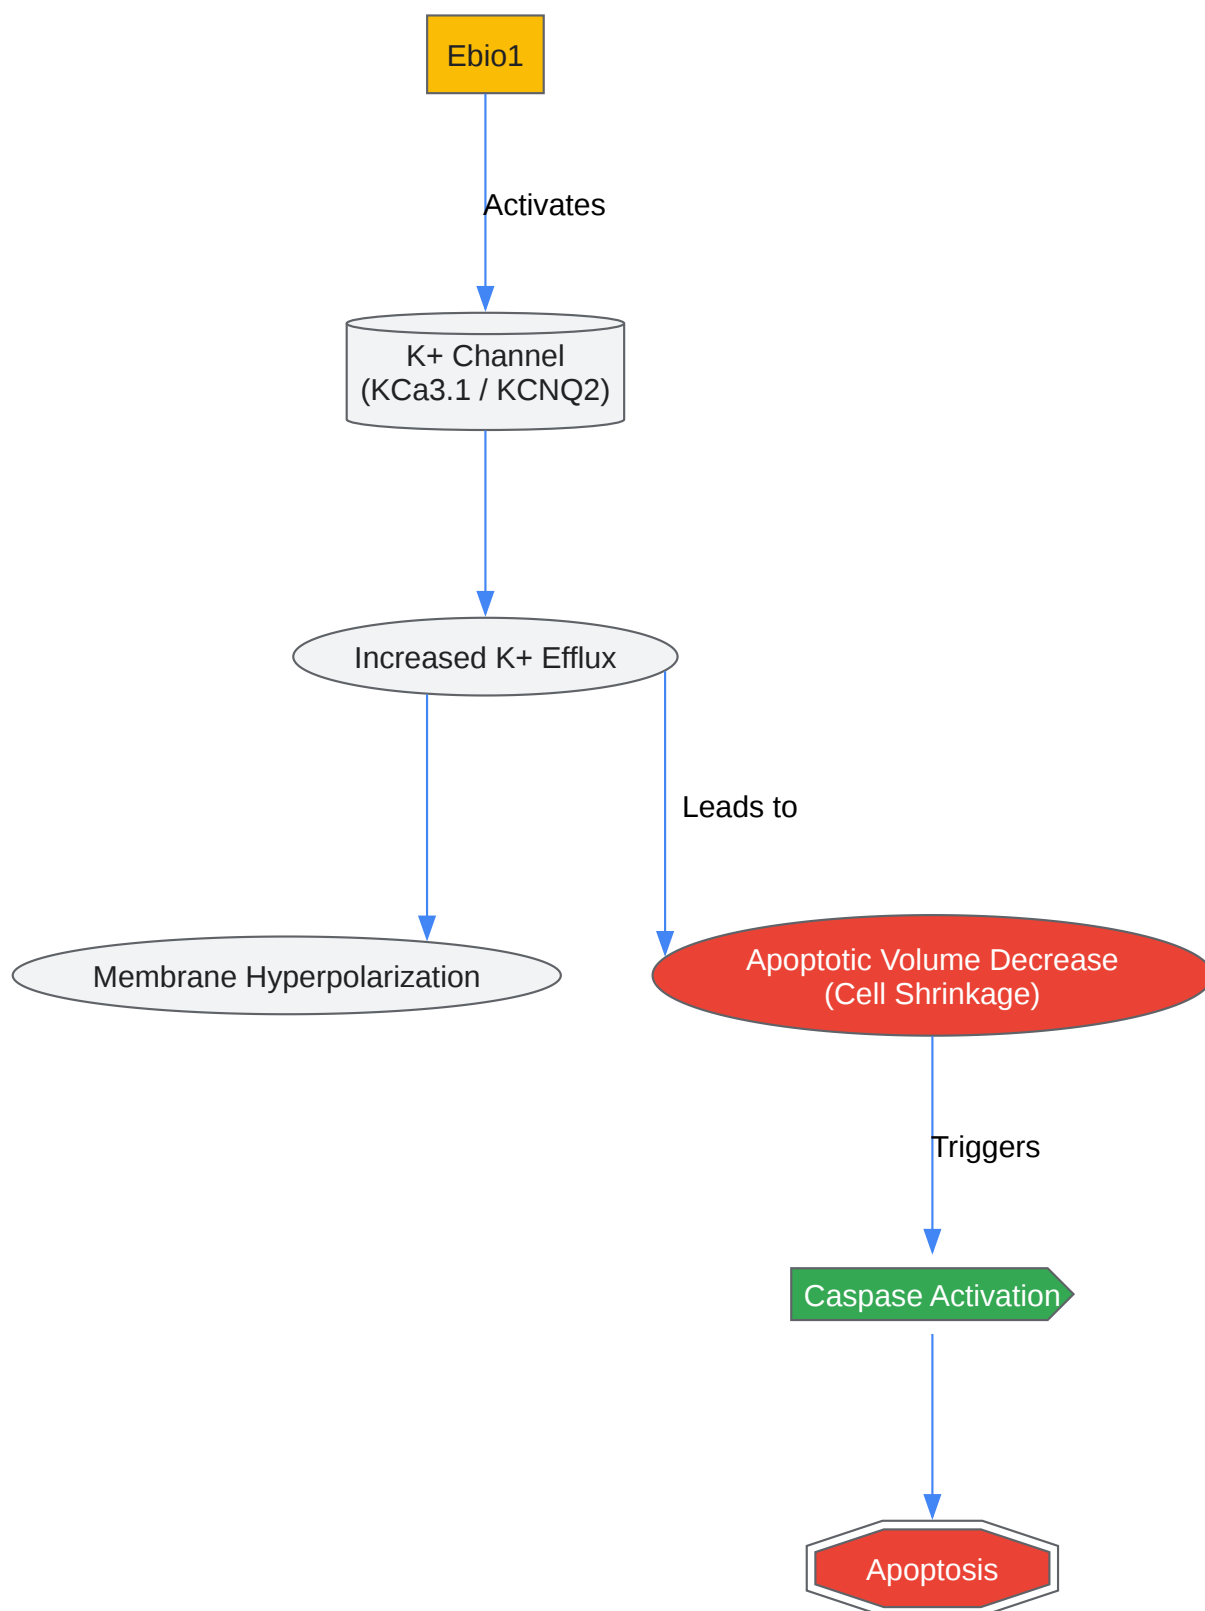 Ebio1
Activates
K+ Channel
(KCa3.1 / KCNQ2)
Increased K+ Efflux
Leads to
Membrane Hyperpolarization
Apoptotic Volume Decrease
(Cell Shrinkage)
Triggers
Caspase Activation
Apoptosis